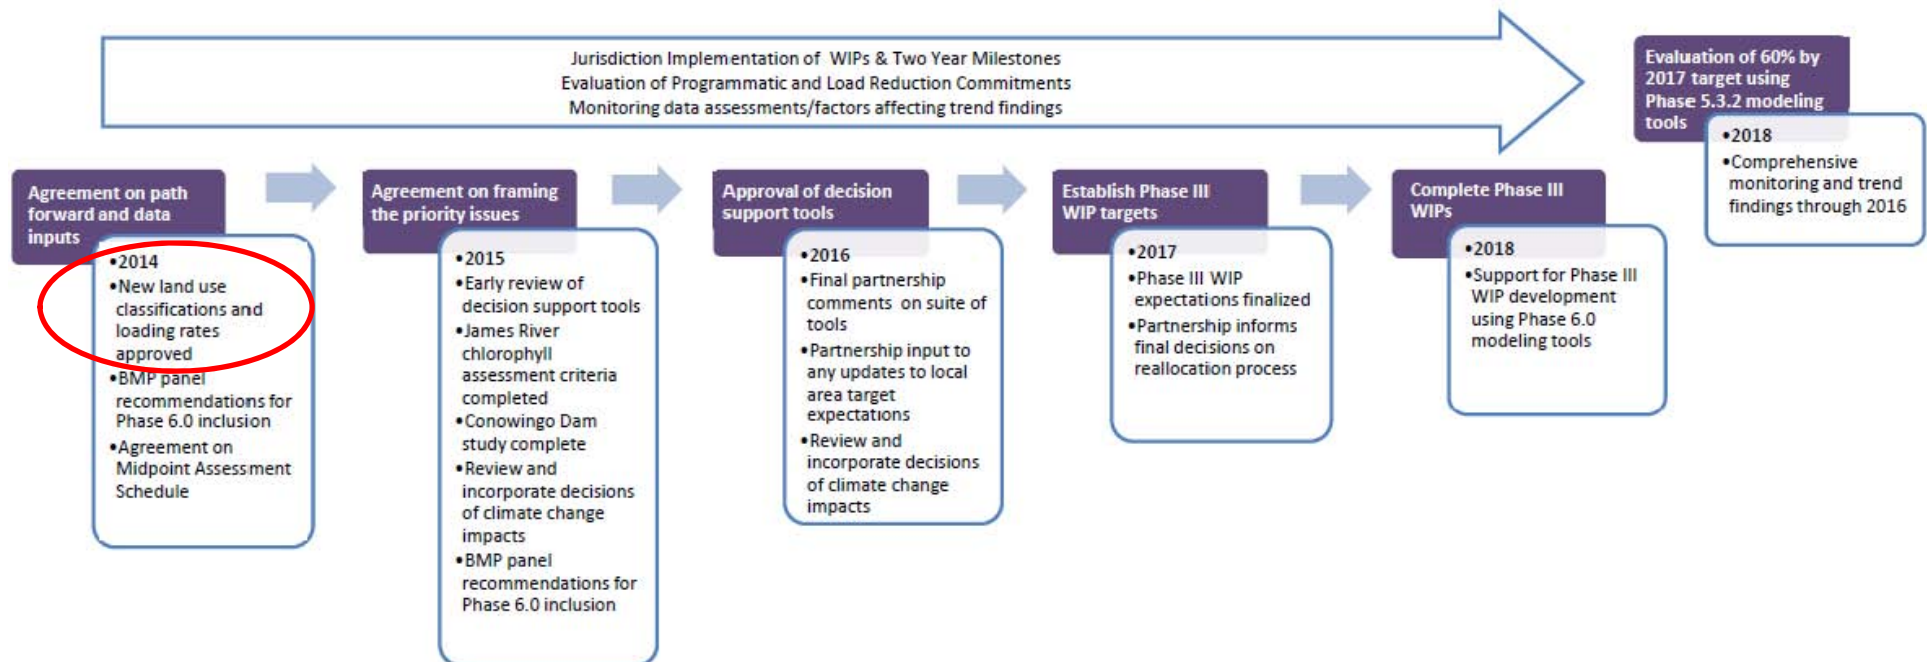 Jurisdiction Implementation of WIPs & Two Year Milestones
Evaluation of Programmatic and Load Reduction Commitments
Monitoring data assessments/factors affecting trend findings
Evaluation of 60% by
2017 target using
Phase 5.3.2 modeling
tools
•2018
•Comprehensive
monitoring and trend
findings through 2016
Agreement on path
forward and data
inputs
•2014
•New land use
classifications and
loading rates
approved
•BMP panel
recommendations for
Phase 6.0 inclusion
•Agreement on
Midpoint Assessment
Schedule
Agreement on framing
the priority issues
•2015
•Early review of
decision support tools
•James River
chlorophyll
assessment criteria
completed
•Conowingo Dam
study complete
•Review and
incorporate decisions
of climate change
impacts
•BMP panel
recommendations for
Phase 6.0 inclusion
Approval of decision
support tools
•2016
•Final partnership
comments on suite of
tools
•Partnership input to
any updates to local
area target
expectations
•Review and
incorporate decisions
of climate change
impacts
Establish Phase III
WIP targets
•2017
•Phase III WIP
expectations finalized
•Partnership informs
final decisions on
reallocation process
Complete Phase III
WIPs
•2018
•Support for Phase III
WIP development
using Phase 6.0
modeling tools